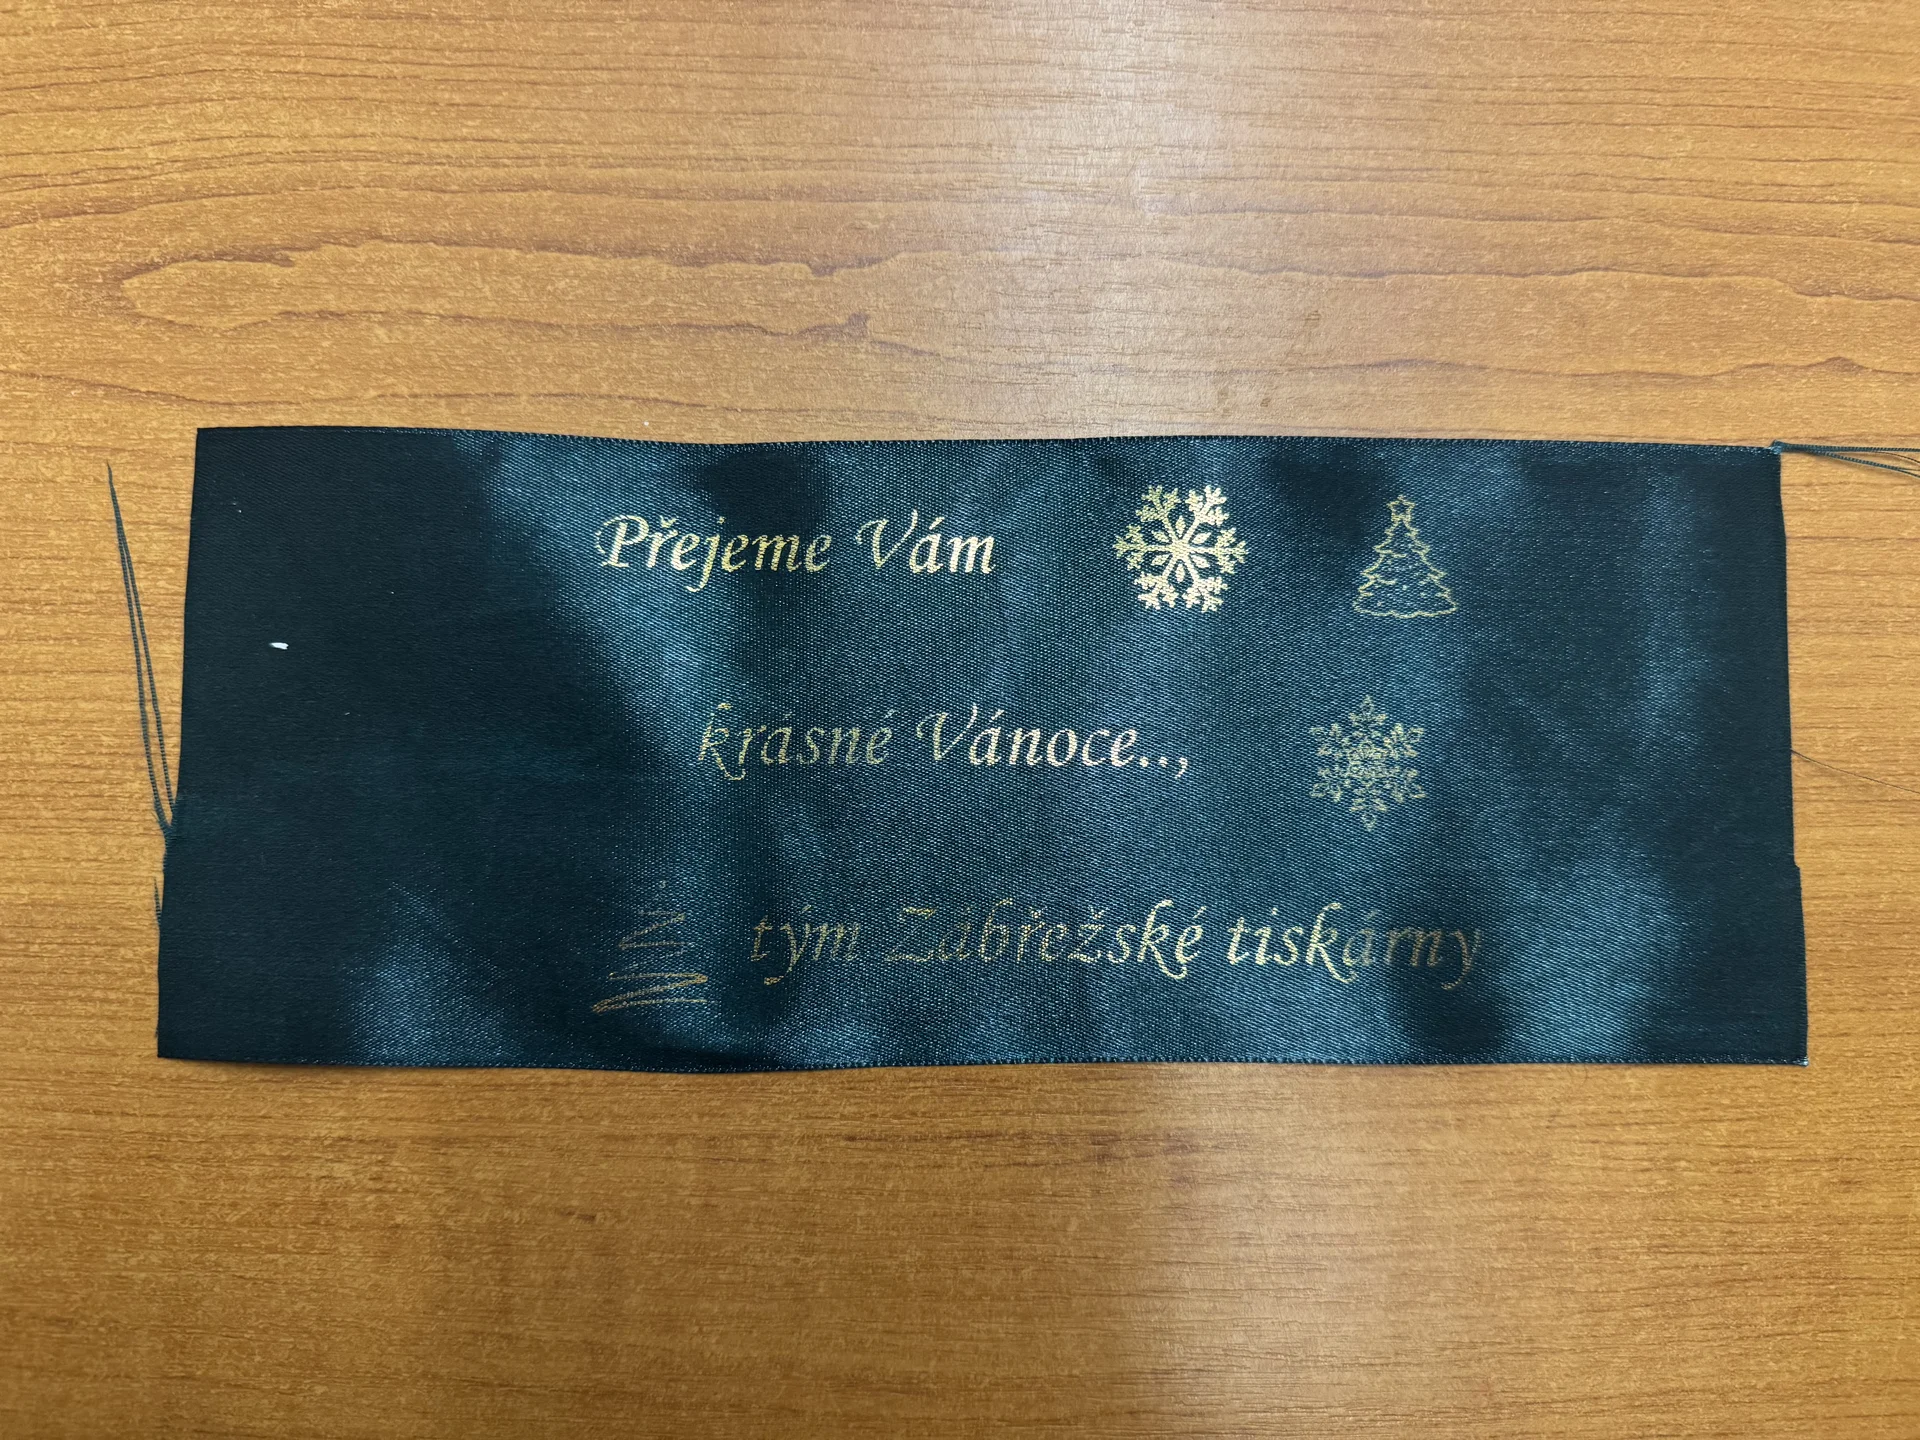 Přejeme Vám
krásné Vánoce..,
tým Zábřežské tiskárny